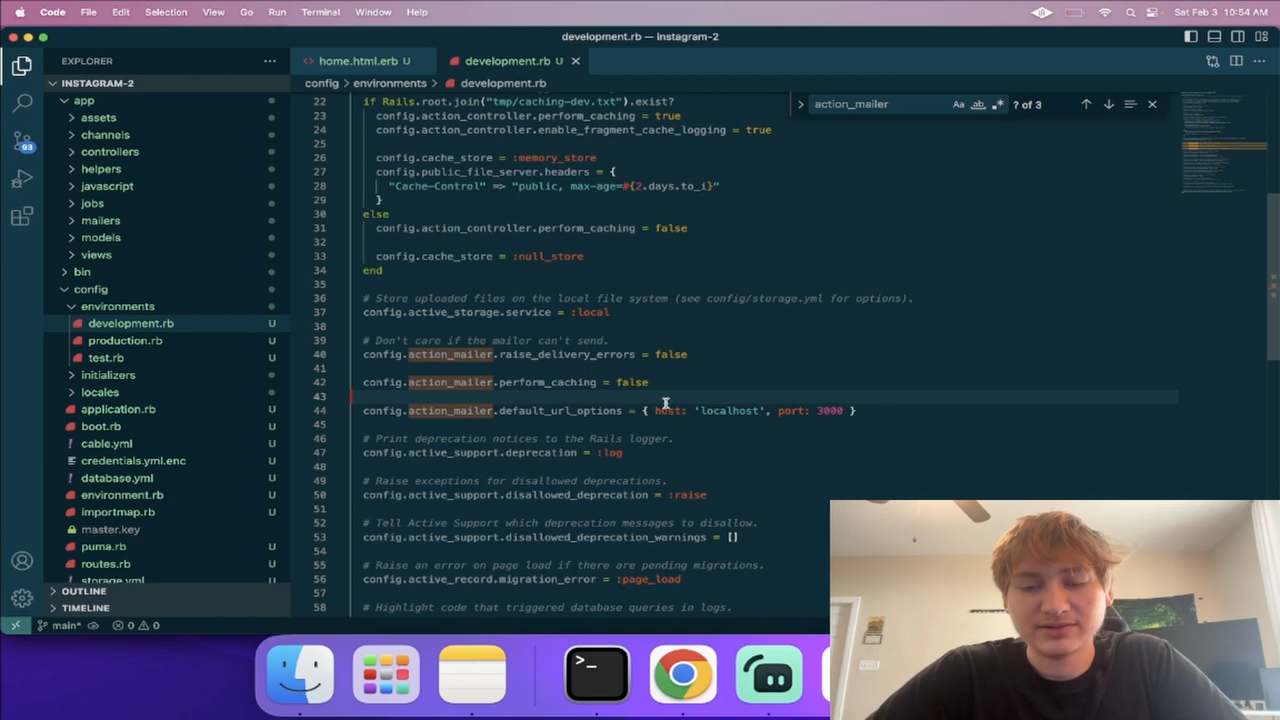 Code File Edit Selection View Go Run Terminal Window Help Sat Feb 3 10:54 AM
development.rb — instagram-2
EXPLORER
home.html.erb U
development.rb U
INSTAGRAM-2
config > environments > development.rb
action_mailer Aa ab ? of 3
app
assets
channels
controllers
helpers
javascript
jobs
mailers
models
views
bin
config
environments
development.rb U
production.rb U
test.rb U
initializers
locales
application.rb U
boot.rb U
cable.yml U
credentials.yml.enc U
database.yml U
environment.rb U
importmap.rb U
master.key
puma.rb U
routes.rb U
storage.yml U
OUTLINE
TIMELINE
93
22 if Rails.root.join("tmp/caching-dev.txt").exist?
23 config.action_controller.perform_caching = true
24 config.action_controller.enable_fragment_cache_logging = true
25
26 config.cache_store = :memory_store
27 config.public_file_server.headers = {
28 "Cache-Control" => "public, max-age=#{2.days.to_i}"
29 }
30 else
31 config.action_controller.perform_caching = false
32
33 config.cache_store = :null_store
34 end
35
36 # Store uploaded files on the local file system (see config/storage.yml for options).
37 config.active_storage.service = :local
38
39 # Don't care if the mailer can't send.
40 config.action_mailer.raise_delivery_errors = false
41
42 config.action_mailer.perform_caching = false
43
44 config.action_mailer.default_url_options = { host: 'localhost', port: 3000 }
45
46 # Print deprecation notices to the Rails logger.
47 config.active_support.deprecation = :log
48
49 # Raise exceptions for disallowed deprecations.
50 config.active_support.disallowed_deprecation = :raise
51
52 # Tell Active Support which deprecation messages to disallow.
53 config.active_support.disallowed_deprecation_warnings = []
54
55 # Raise an error on page load if there are pending migrations.
56 config.active_record.migration_error = :page_load
57
58 # Highlight code that triggered database queries in logs.
main* 0 0